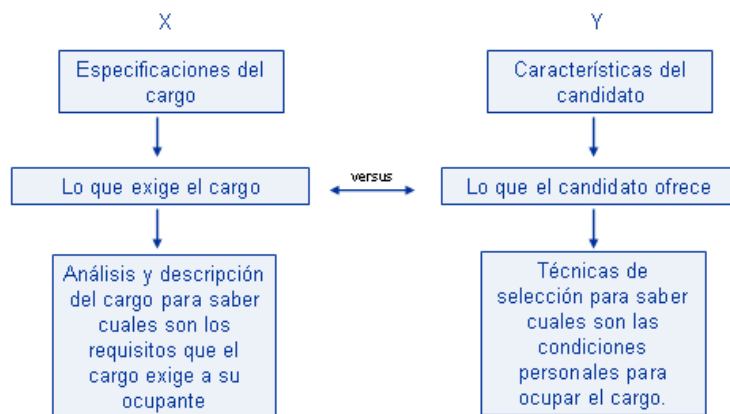 X
Especificaciones del
cargo
Lo que exige el cargo
Análisis y descripción
del cargo para saber
cuales son los
requisitos que el
cargo exige a su
ocupante
versus
Y
Características del
candidato
Lo que el candidato ofrece
Técnicas de
selección para saber
cuales son las
condiciones
personales para
ocupar el cargo.